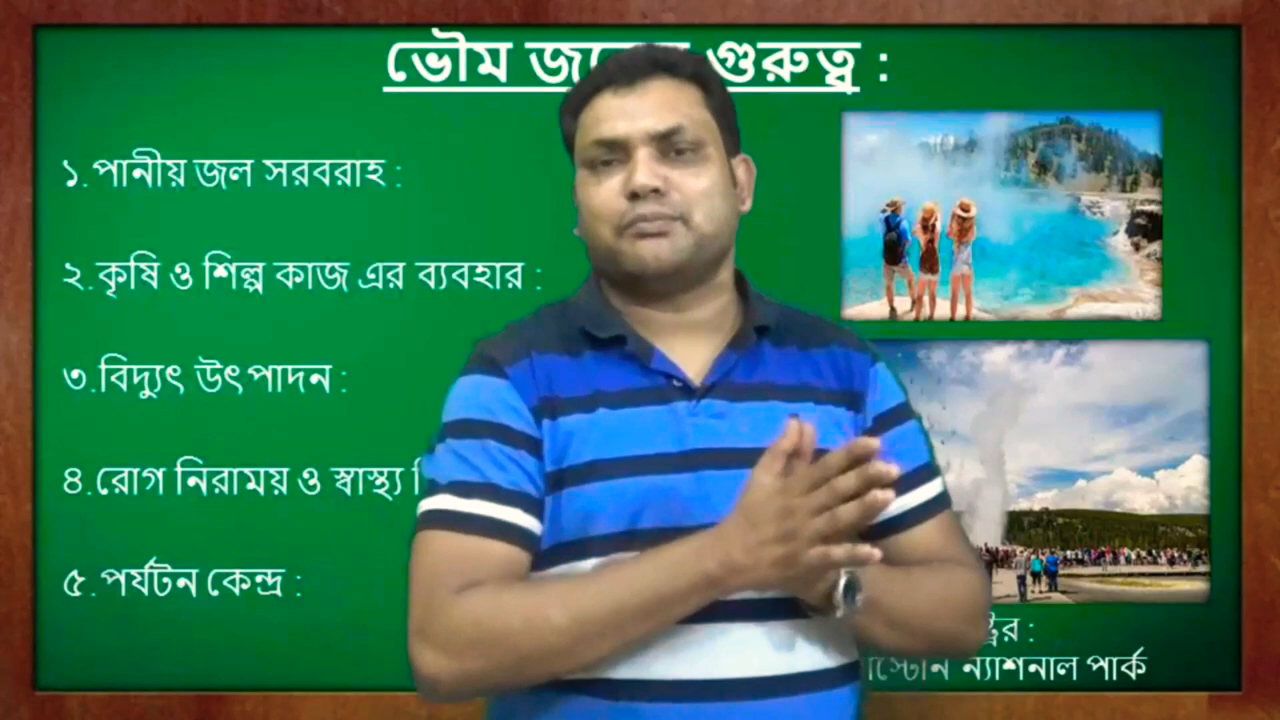 ভৌম গুরুত্ব :
১.পানীয় জল সরবরাহ :
২.কৃষি ও শিল্প কাজ এর ব্যবহার :
৩.বিদ্যুৎ উৎপাদন :
৪.রোগ নিরাময় ও স্বাস্থ্য
৫.পর্যটন কেন্দ্র :
ন্যাশনাল পার্ক